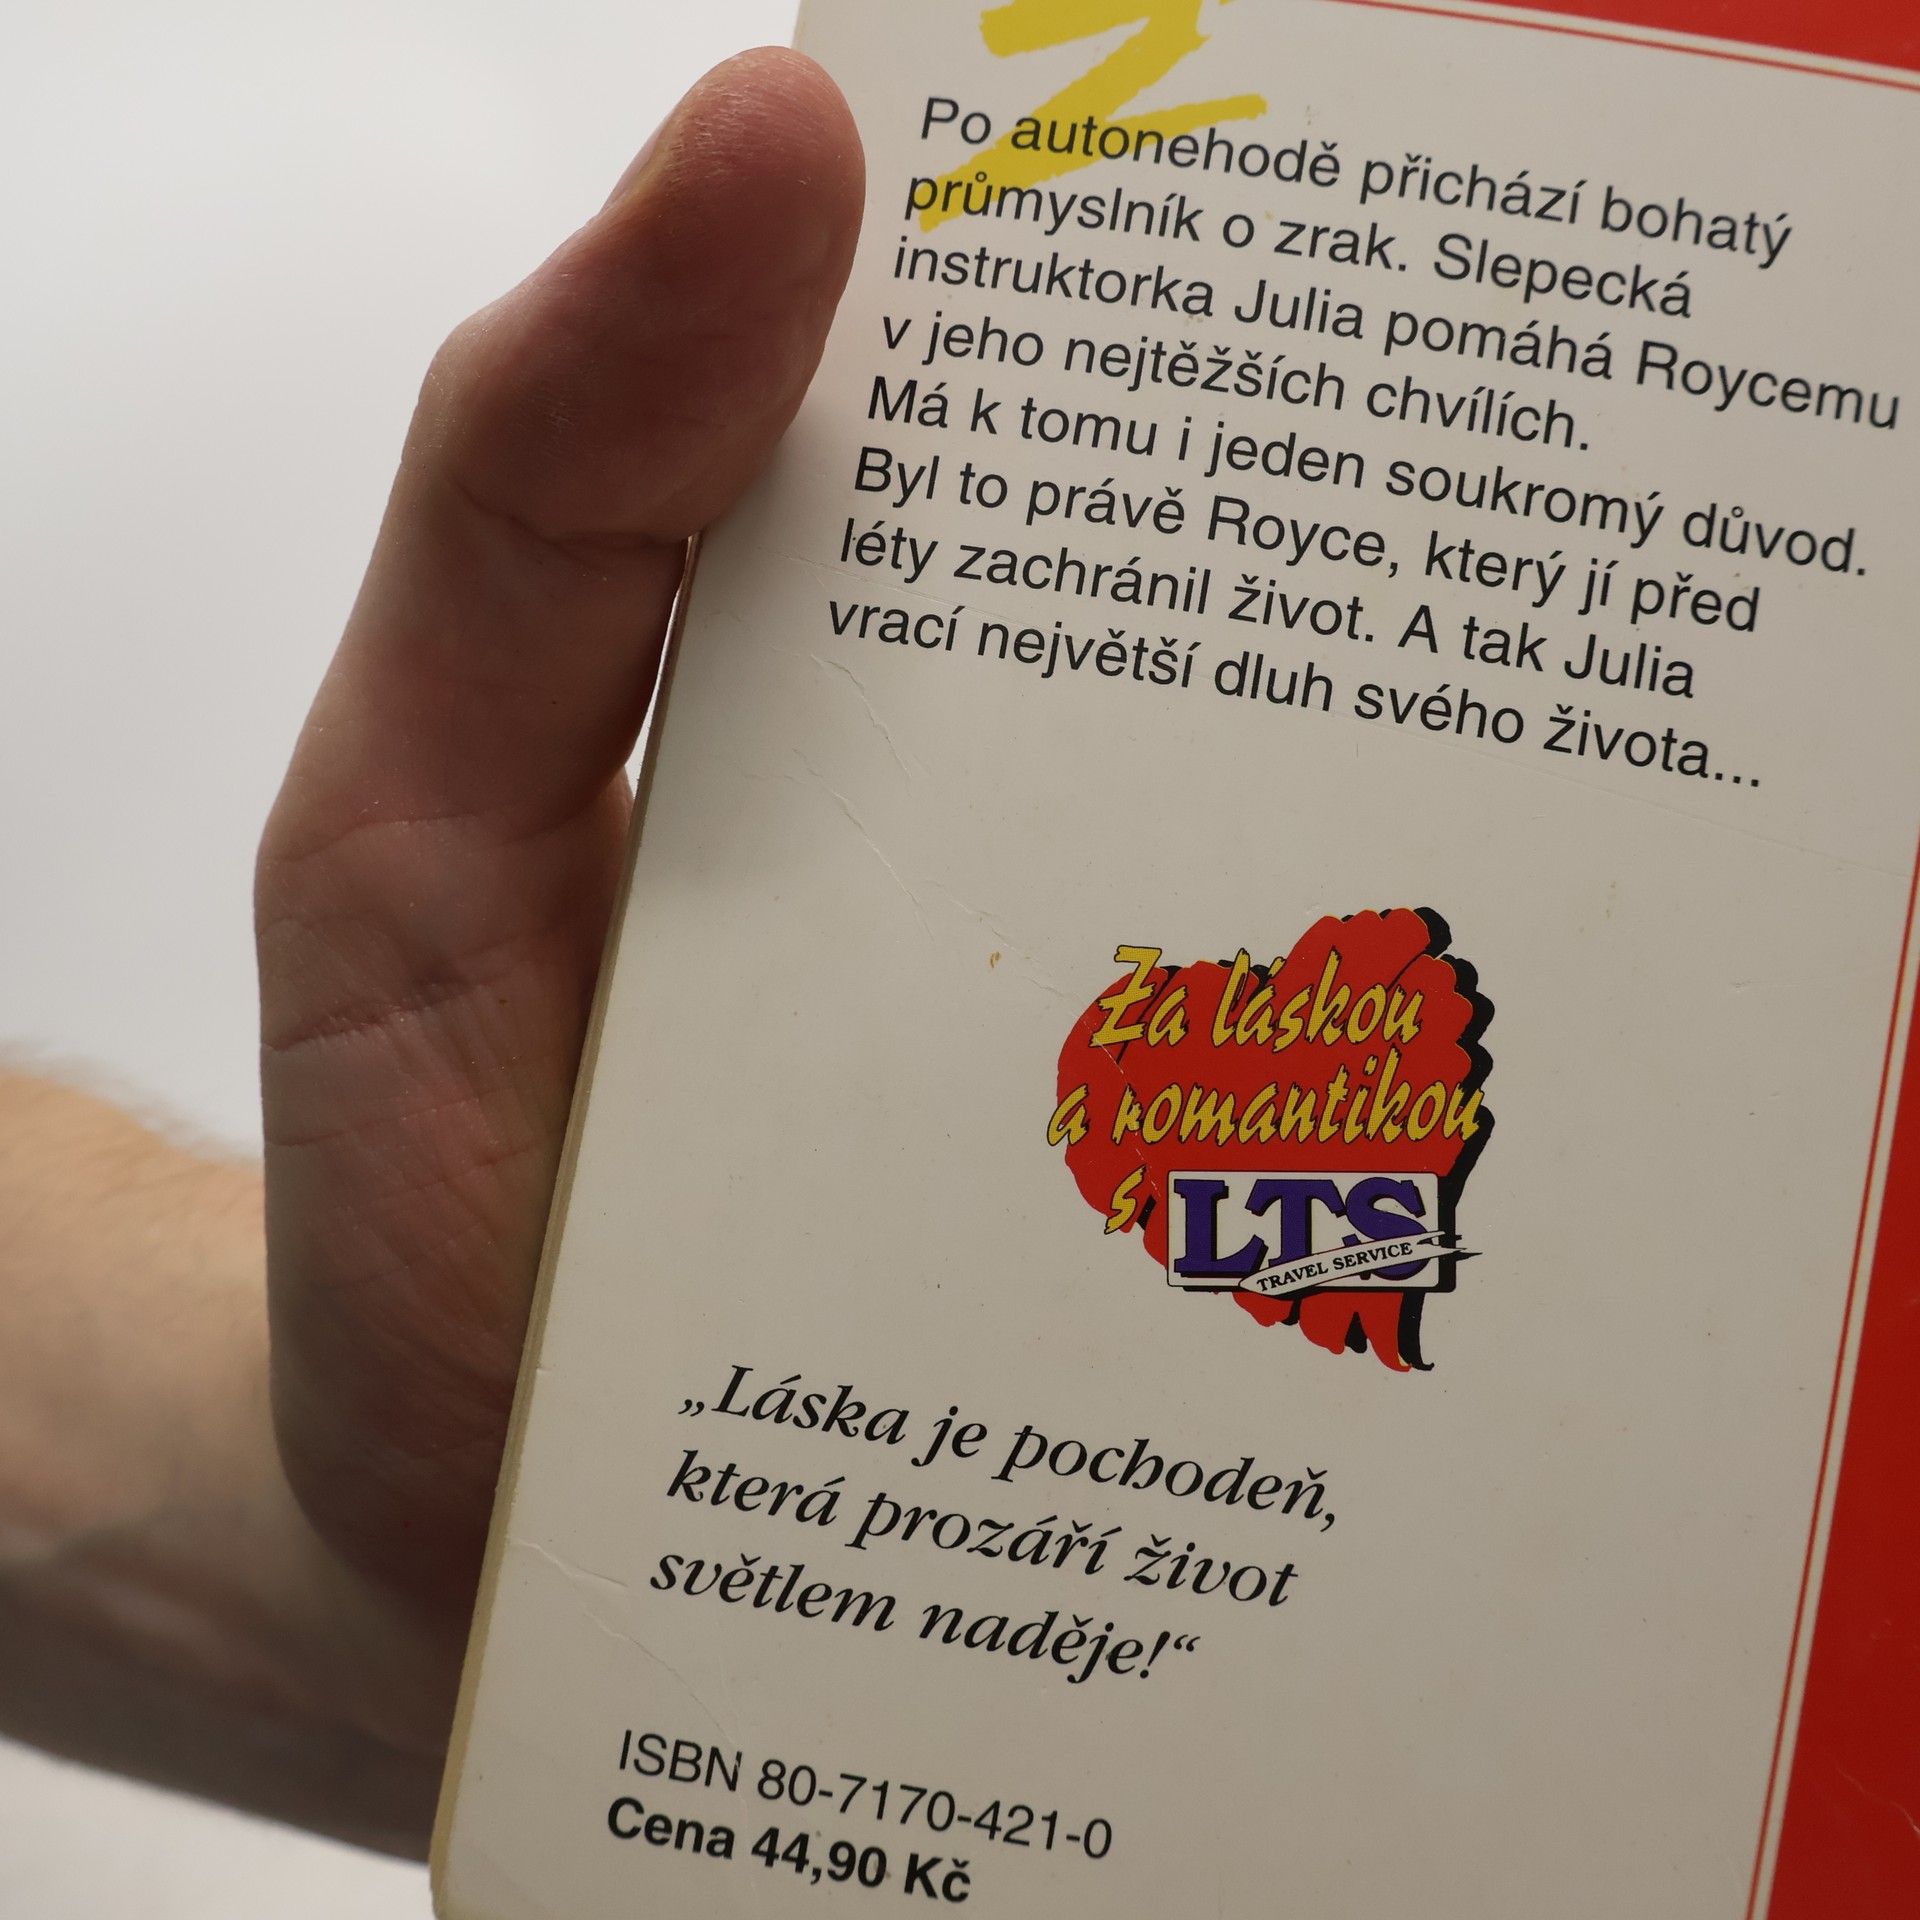 Po autonehodě přichází bohatý
průmyslník o zrak. Slepecká
instruktorka Julia pomáhá Roycemu
v jeho nejtěžších chvílích.
Má k tomu i jeden soukromý důvod.
Byl to právě Royce, který jí před
léty zachránil život. A tak Julia
vrací největší dluh svého života...
Za láskou
a romantikou
s LTS
TRAVEL SERVICE
„Láska je pochodeň,
která prozáří život
světlem naděje!“
ISBN 80-7170-421-0
Cena 44,90 Kč